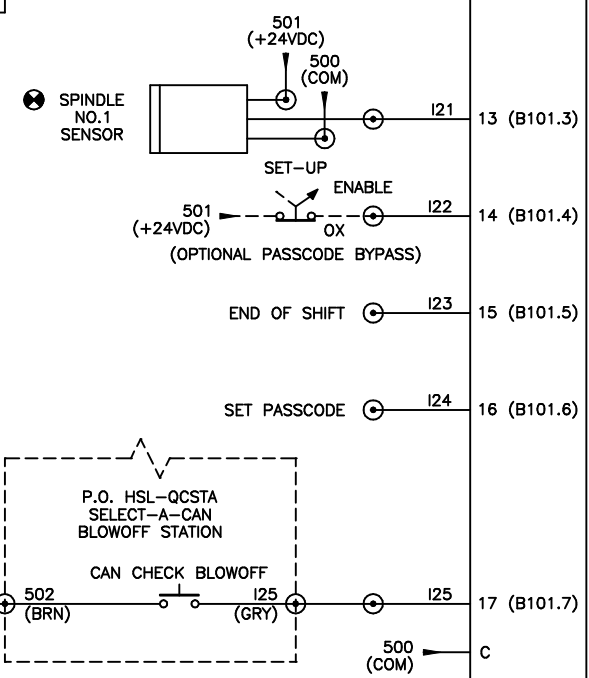 501
(+24VDC)
500
(COM)
SPINDLE
NO.1
SENSOR
I21
13 (B101.3)
SET-UP
ENABLE
501
(+24VDC)
OX
I22
14 (B101.4)
(OPTIONAL PASSCODE BYPASS)
END OF SHIFT
I23
15 (B101.5)
SET PASSCODE
I24
16 (B101.6)
P.O. HSL-QCSTA
SELECT-A-CAN
BLOWOFF STATION
CAN CHECK BLOWOFF
502
(BRN)
I25
(GRY)
I25
17 (B101.7)
500
(COM)
C